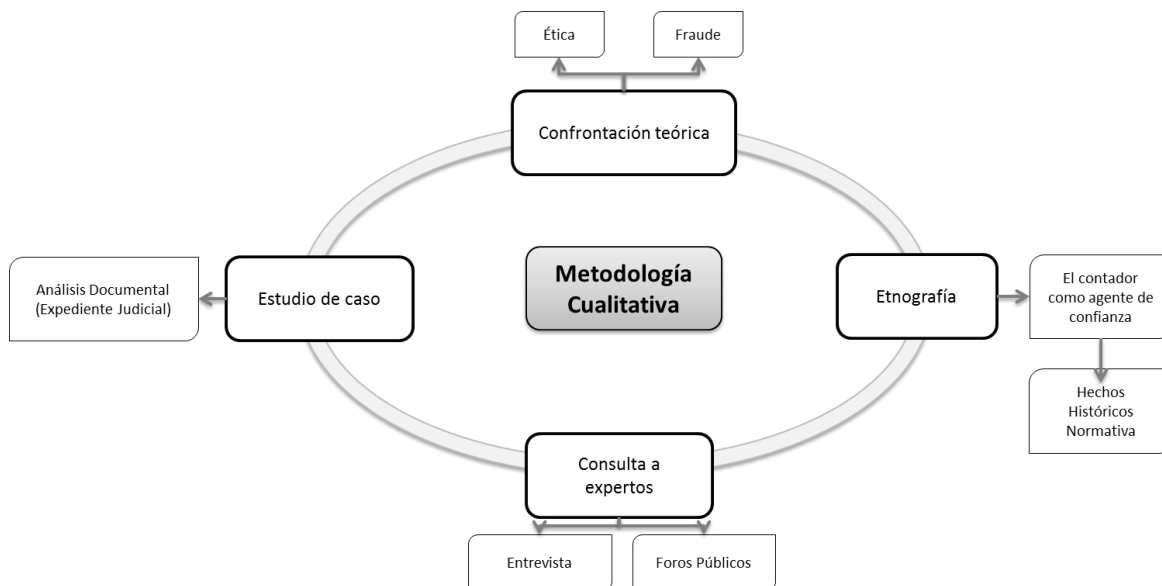 Ética
Fraude
Confrontación teórica
Metodología
Cualitativa
Análisis Documental
(Expediente Judicial)
Estudio de caso
Etnografía
El contador
como agente de
confianza
Hechos
Históricos
Normativa
Consulta a
expertos
Entrevista
Foros Públicos